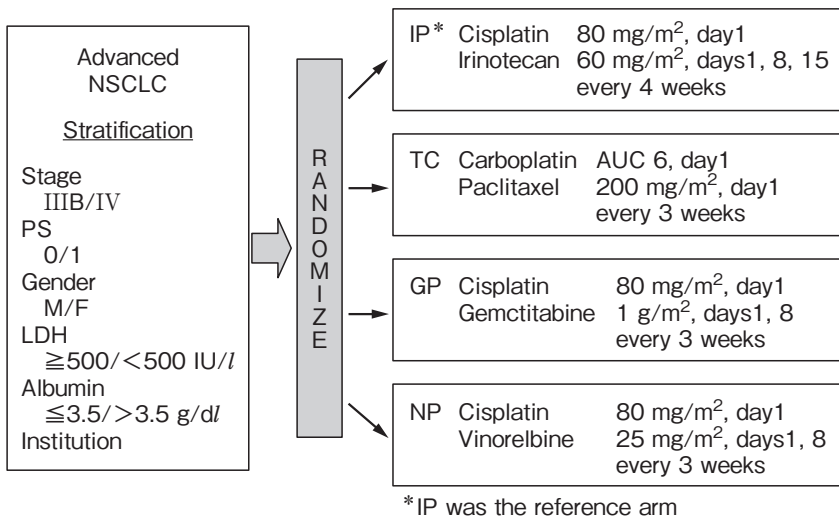 Advanced
NSCLC
Stratification
Stage
IIIB/IV
PS
0/1
Gender
M/F
LDH
≧500/<500 IU/l
Albumin
≦3.5/>3.5 g/dl
Institution
RANDOMIZE
IP* Cisplatin 80 mg/m², day1
Irinotecan 60 mg/m², days1, 8, 15
every 4 weeks
TC Carboplatin AUC 6, day1
Paclitaxel 200 mg/m², day1
every 3 weeks
GP Cisplatin 80 mg/m², day1
Gemctitabine 1 g/m², days1, 8
every 3 weeks
NP Cisplatin 80 mg/m², day1
Vinorelbine 25 mg/m², days1, 8
every 3 weeks
*IP was the reference arm